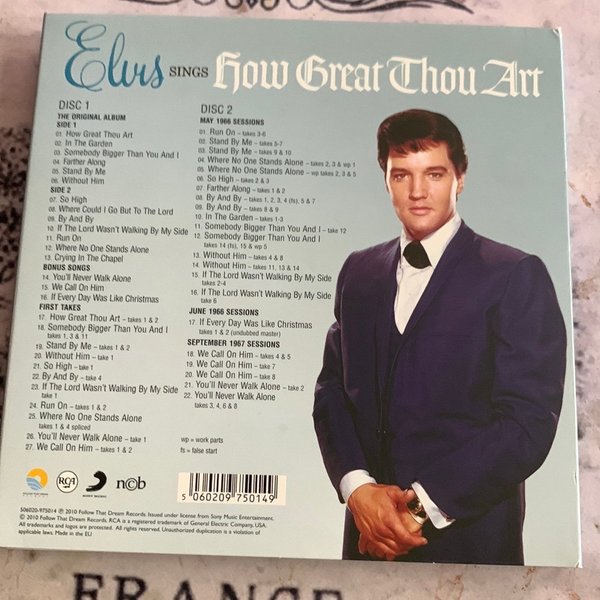 Elvis SINGS How Great Thou Art
DISC 1
THE ORIGINAL ALBUM
SIDE 1
01. How Great Thou Art
02. In The Garden
03. Somebody Bigger Than You And I
04. Farther Along
05. Stand By Me
06. Without Him
SIDE 2
07. So High
08. Where Could I Go But To The Lord
09. By And By
10. If The Lord Wasn't Walking By My Side
11. Run On
12. Where No One Stands Alone
13. Crying In The Chapel
BONUS SONGS
14. You'll Never Walk Alone
15. We Call On Him
16. If Every Day Was Like Christmas
FIRST TAKES
17. How Great Thou Art – takes 1 & 2
18. Somebody Bigger Than You And I
takes 1, 3 & 11
19. Stand By Me – takes 1 & 2
20. Without Him – take 1
21. So High – take 1
22. By And By – take 4
23. If The Lord Wasn't Walking By My Side
take 1
24. Run On – takes 1 & 2
25. Where No One Stands Alone
takes 1 & 4 spliced
26. You'll Never Walk Alone – take 1
27. We Call On Him – takes 1 & 2
DISC 2
MAY 1966 SESSIONS
01. Run On – takes 3-6
02. Stand By Me – takes 5-7
03. Stand By Me – takes 9 & 10
04. Where No One Stands Alone – takes 2, 3 & wp 1
05. Where No One Stands Alone – wp takes 2, 3 & 5
06. So High – takes 2 & 3
07. Farther Along – takes 1 & 2
08. By And By – takes 1, 2, 3, 4 (fs), 5 & 7
09. By And By – takes 8 & 9
10. In The Garden – takes 1-3
11. Somebody Bigger Than You And I – take 12
12. Somebody Bigger Than You And I
takes 14 (fs), 15 & wp 5
13. Without Him – takes 4 & 8
14. Without Him – takes 11, 13 & 14
15. If The Lord Wasn't Walking By My Side
takes 2-4
16. If The Lord Wasn't Walking By My Side
take 6
JUNE 1966 SESSIONS
17. If Every Day Was Like Christmas
takes 1 & 2 (undubbed master)
SEPTEMBER 1967 SESSIONS
18. We Call On Him – takes 4 & 5
19. We Call On Him – take 7
20. We Call On Him – take 8
21. You'll Never Walk Alone – take 2
22. You'll Never Walk Alone
takes 3, 4, 6 & 8
wp = work parts
fs = false start
RCA
ncb
5 060209 750149
506020-975014 ℗ 2010 Follow That Dream Records. Issued under license from Sony Music Entertainment.
© 2010 Follow That Dream Records. RCA is a registered trademark of General Electric Company, USA.
All trademarks and logos are protected. All rights reserved. Unauthorized duplication is a violation of
applicable laws. Made in the EU
FRANCE